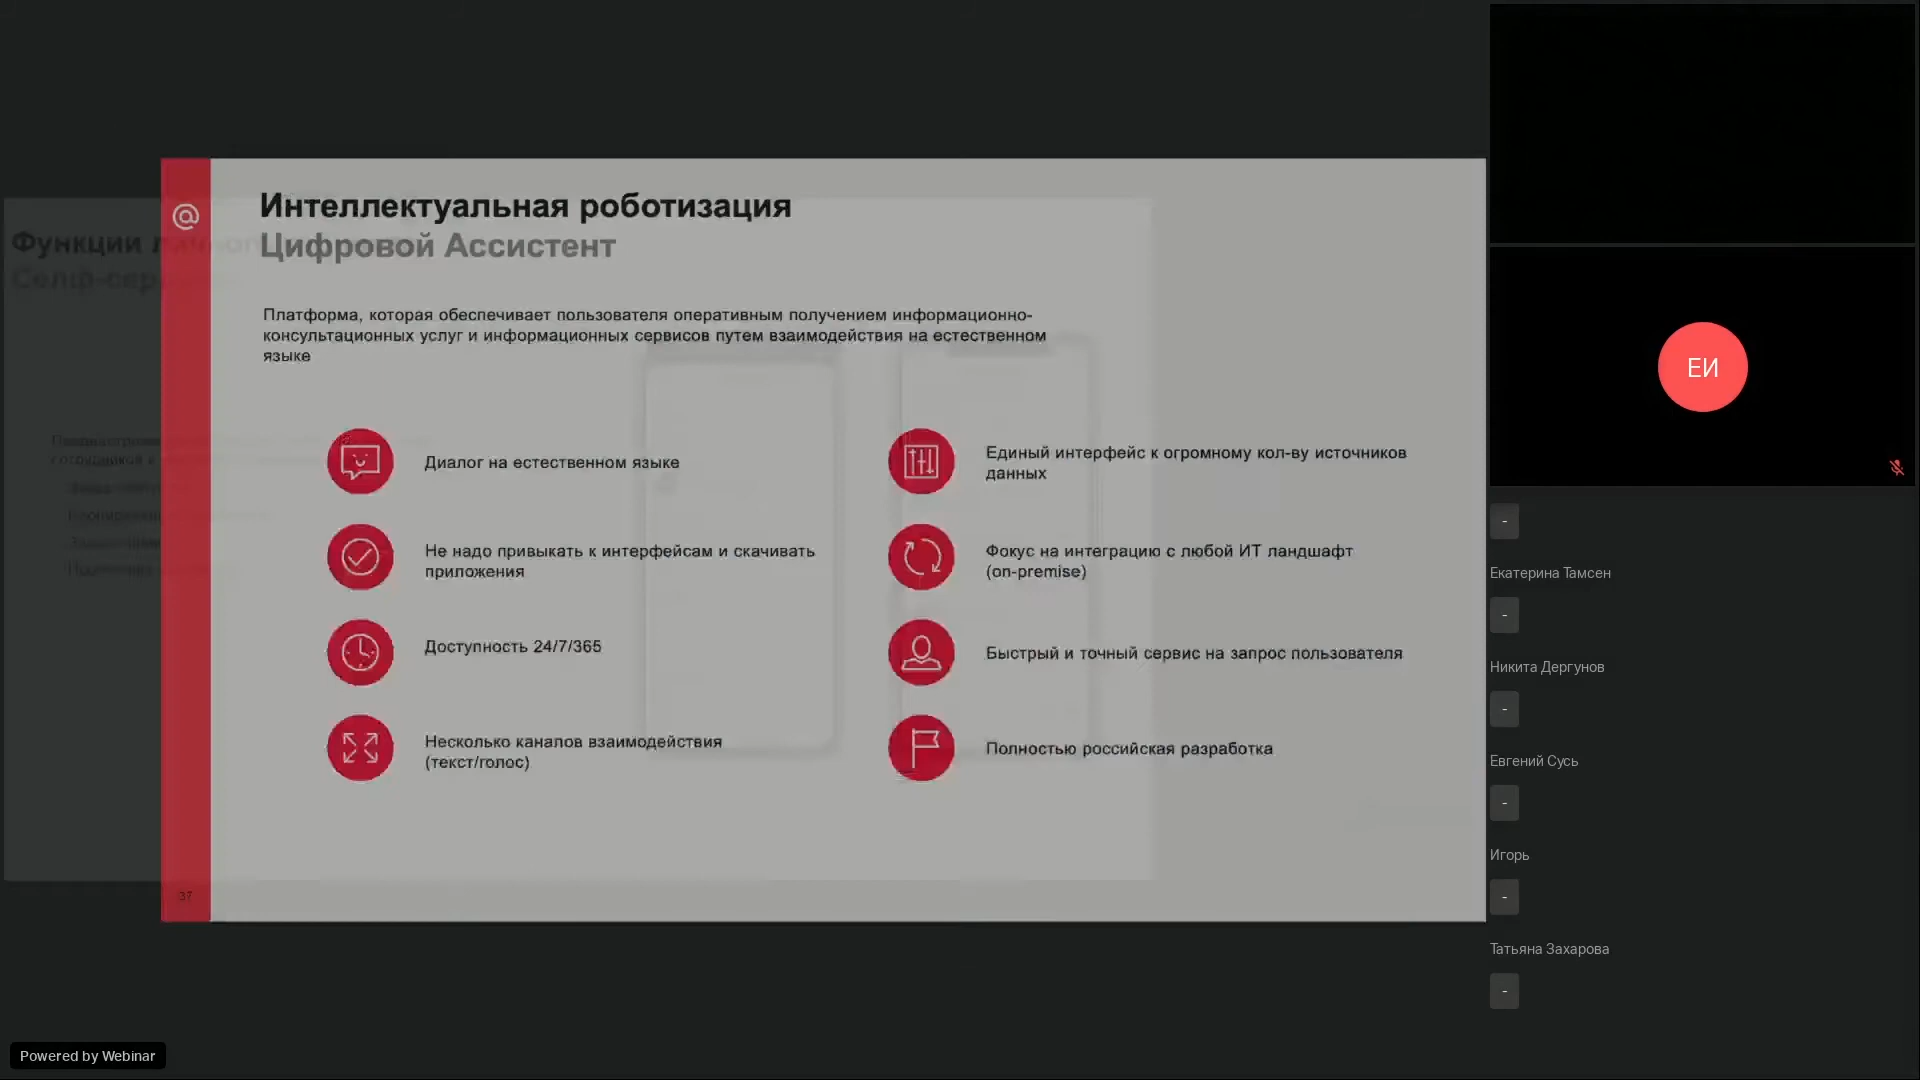 Интеллектуальная роботизация
Цифровой Ассистент
Функции
Платформа, которая обеспечивает пользователя оперативным получением информационно-
консультационных услуг и информационных сервисов путем взаимодействия на естественном
языке
Диалог на естественном языке
Не надо привыкать к интерфейсам и скачивать
приложения
Доступность 24/7/365
Несколько каналов взаимодействия
(текст/голос)
Единый интерфейс к огромному кол-ву источников
данных
Фокус на интеграцию с любой ИТ ландшафт
(on-premise)
Быстрый и точный сервис на запрос пользователя
Полностью российская разработка
37
ЕИ
-
Екатерина Тамсен
-
Никита Дергунов
-
Евгений Сусь
-
Игорь
-
Татьяна Захарова
-
Powered by Webinar